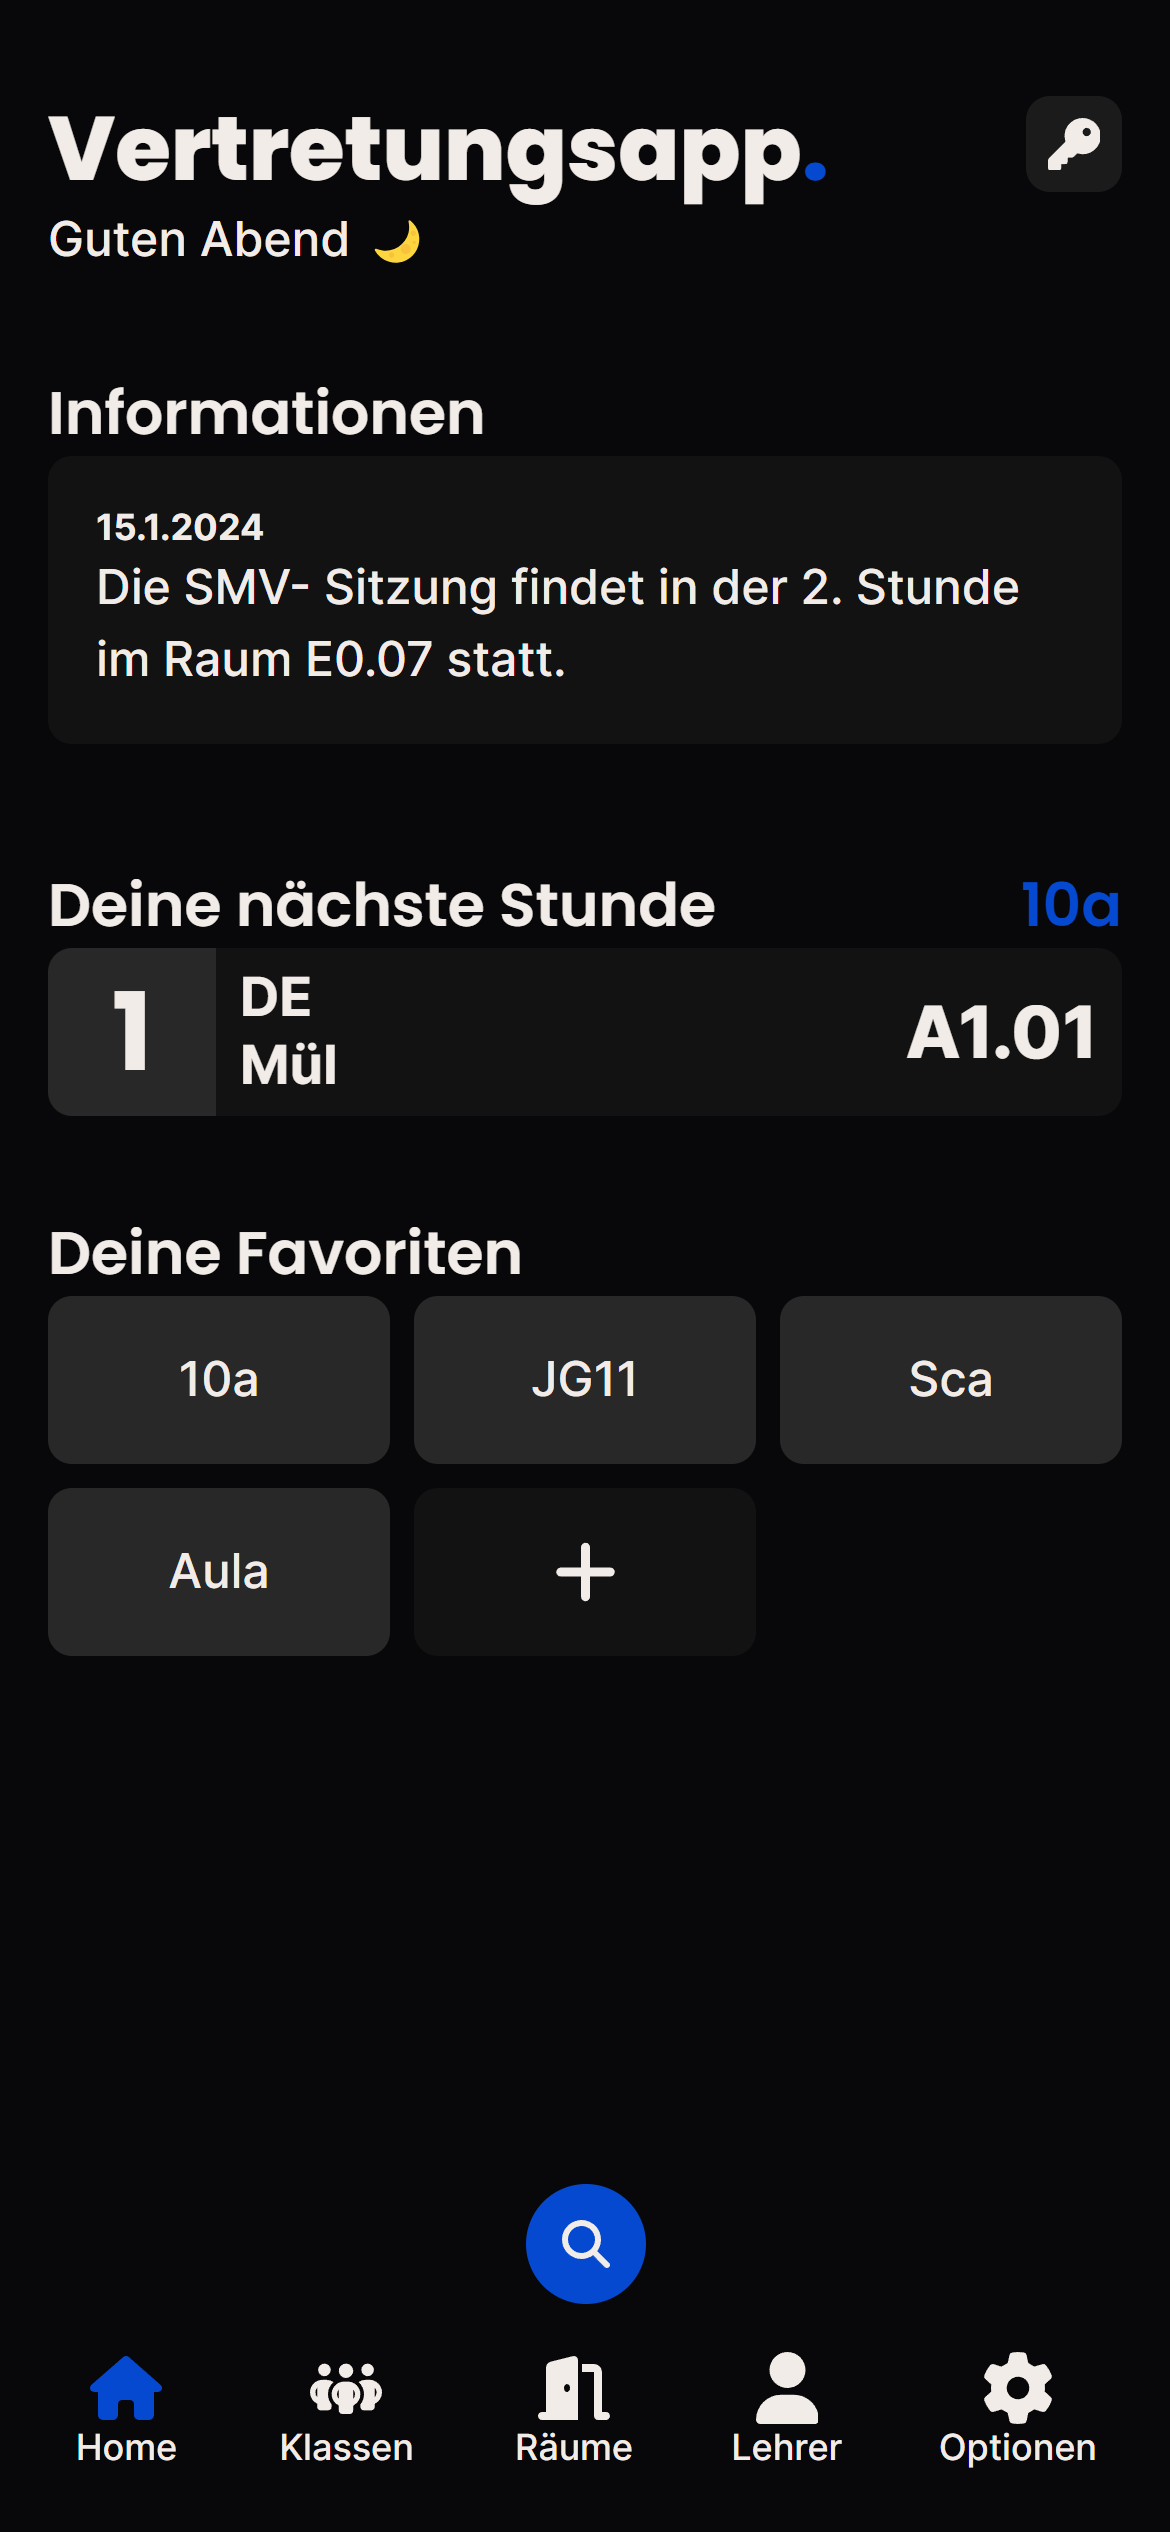 Vertretungsapp.
Guten Abend 🌙
Informationen
15.1.2024
Die SMV- Sitzung findet in der 2. Stunde
im Raum E0.07 statt.
Deine nächste Stunde 10a
1
DE
Mül
A1.01
Deine Favoriten
10a JG11 Sca
Aula +
Home Klassen Räume Lehrer Optionen